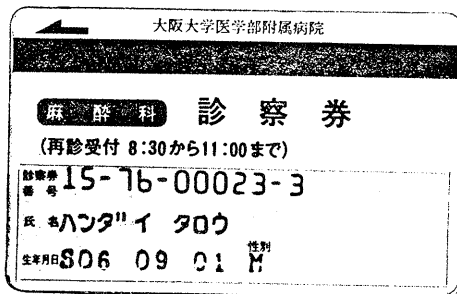 大阪大学医学部附属病院
麻酔科 診察券
(再診受付 8:30から11:00まで)
診察券番号 15-76-00023-3
氏名 ハンダイ タロウ
生年月日 S06 09 01 性別 M